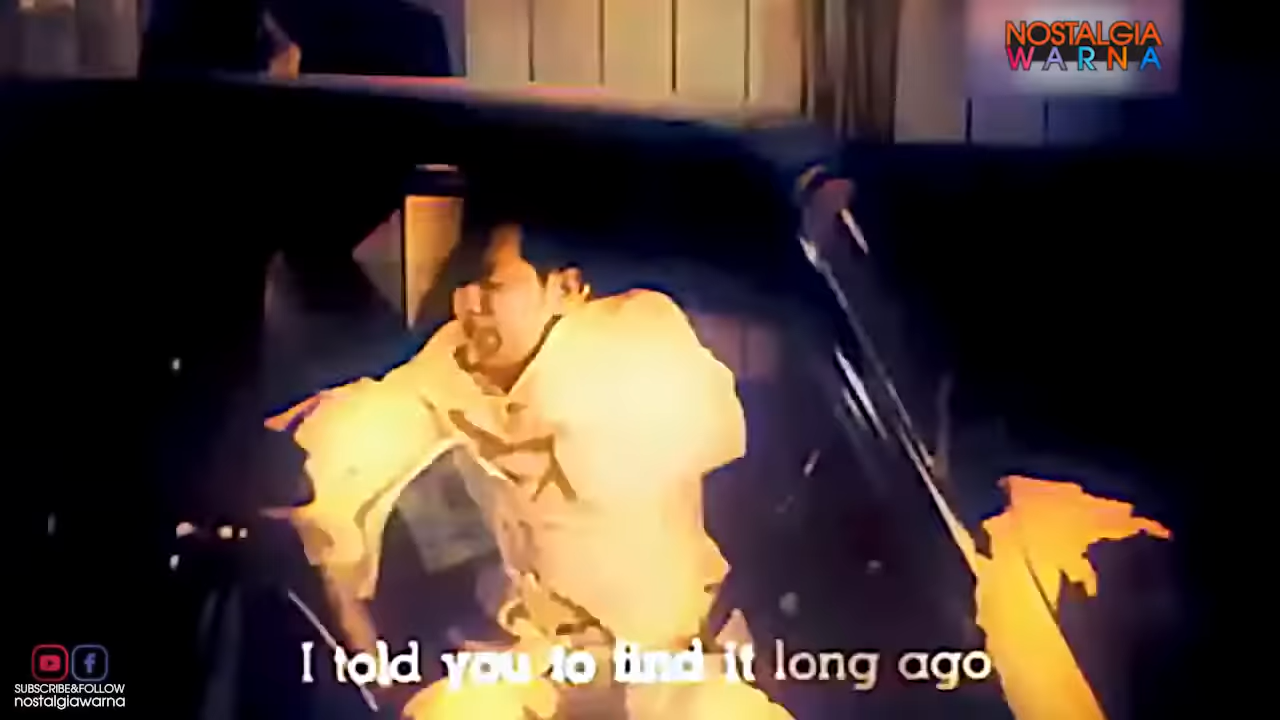 NOSTALGIA
WARNA
I told you to find it long ago
SUBSCRIBE&FOLLOW
nostalgiawarna